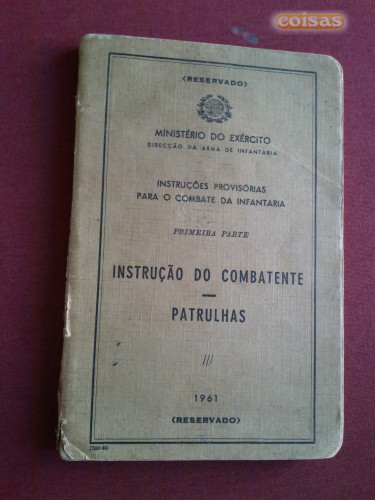 coisas
(RESERVADO)
MINISTÉRIO DO EXÉRCITO
DIRECÇÃO DA ARMA DE INFANTARIA
INSTRUÇÕES PROVISÓRIAS
PARA O COMBATE DA INFANTARIA
PRIMEIRA PARTE
INSTRUÇÃO DO COMBATENTE
—
PATRULHAS
///
1961
(RESERVADO)